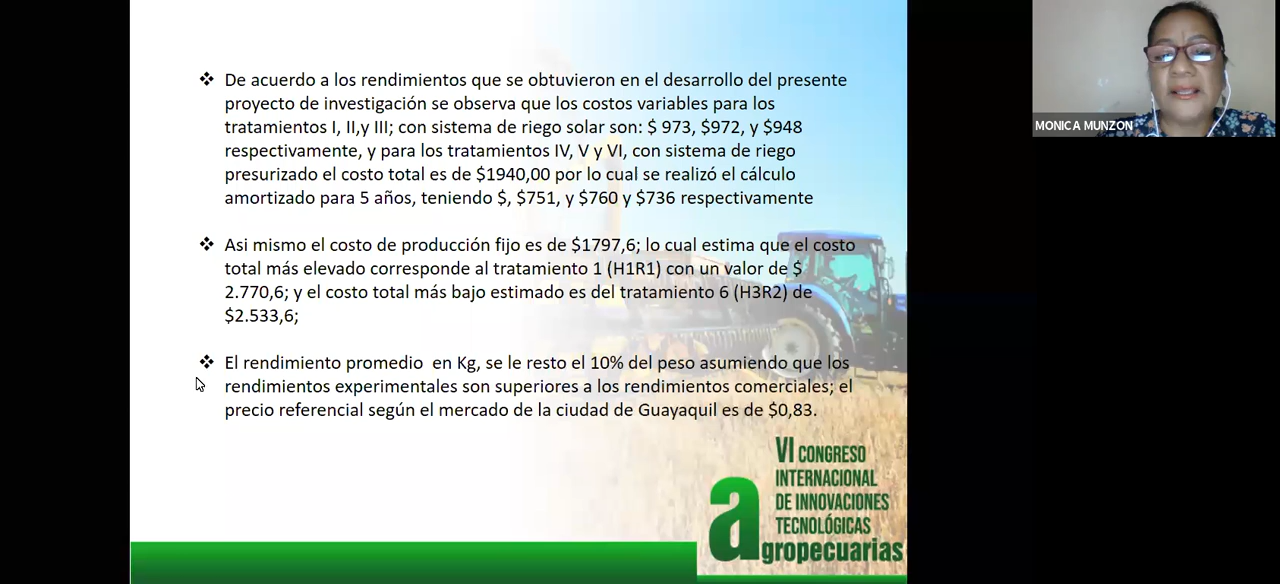 ❖ De acuerdo a los rendimientos que se obtuvieron en el desarrollo del presente
proyecto de investigación se observa que los costos variables para los
tratamientos I, II,y III; con sistema de riego solar son: $ 973, $972, y $948
respectivamente, y para los tratamientos IV, V y VI, con sistema de riego
presurizado el costo total es de $1940,00 por lo cual se realizó el cálculo
amortizado para 5 años, teniendo $, $751, y $760 y $736 respectivamente
❖ Asi mismo el costo de producción fijo es de $1797,6; lo cual estima que el costo
total más elevado corresponde al tratamiento 1 (H1R1) con un valor de $
2.770,6; y el costo total más bajo estimado es del tratamiento 6 (H3R2) de
$2.533,6;
❖ El rendimiento promedio  en Kg, se le resto el 10% del peso asumiendo que los
rendimientos experimentales son superiores a los rendimientos comerciales; el
precio referencial según el mercado de la ciudad de Guayaquil es de $0,83.
VI CONGRESO
INTERNACIONAL
DE INNOVACIONES
TECNOLÓGICAS
agropecuarias
MONICA MUNZON